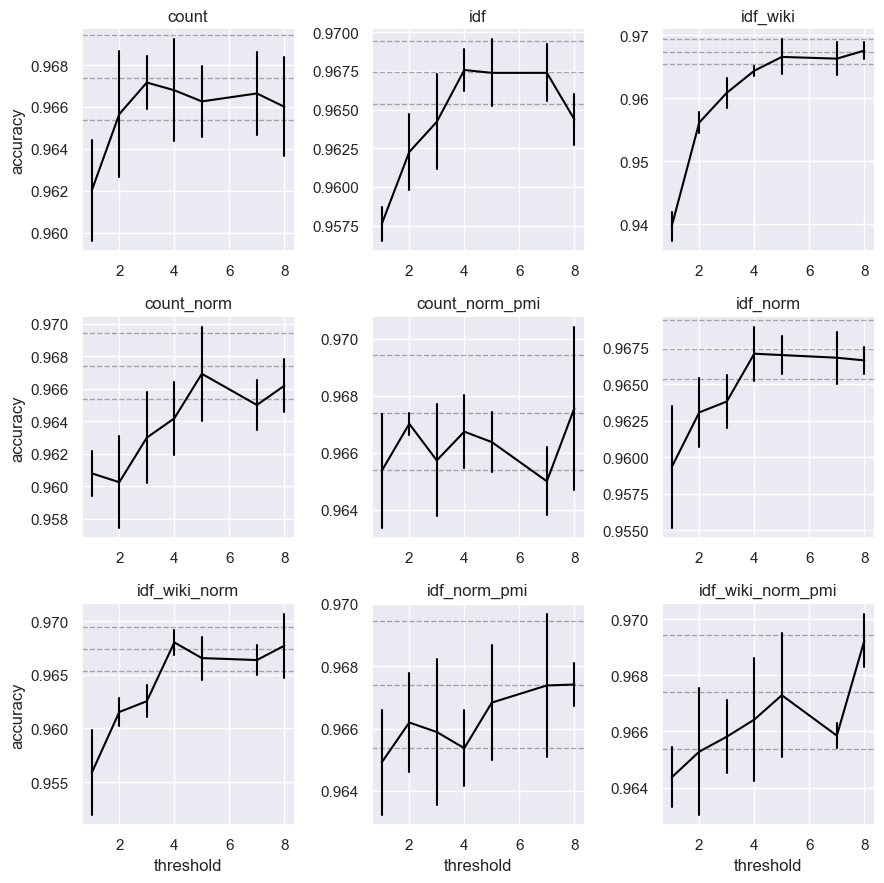 count
0.968
0.966
0.964
0.962
0.960
accuracy
2 4 6 8
idf
0.9700
0.9675
0.9650
0.9625
0.9600
0.9575
2 4 6 8
idf_wiki
0.97
0.96
0.95
0.94
2 4 6 8
count_norm
0.970
0.968
0.966
0.964
0.962
0.960
0.958
accuracy
2 4 6 8
count_norm_pmi
0.970
0.968
0.966
0.964
2 4 6 8
idf_norm
0.9675
0.9650
0.9625
0.9600
0.9575
0.9550
2 4 6 8
idf_wiki_norm
0.970
0.965
0.960
0.955
accuracy
2 4 6 8
threshold
idf_norm_pmi
0.970
0.968
0.966
0.964
2 4 6 8
threshold
idf_wiki_norm_pmi
0.970
0.968
0.966
0.964
2 4 6 8
threshold